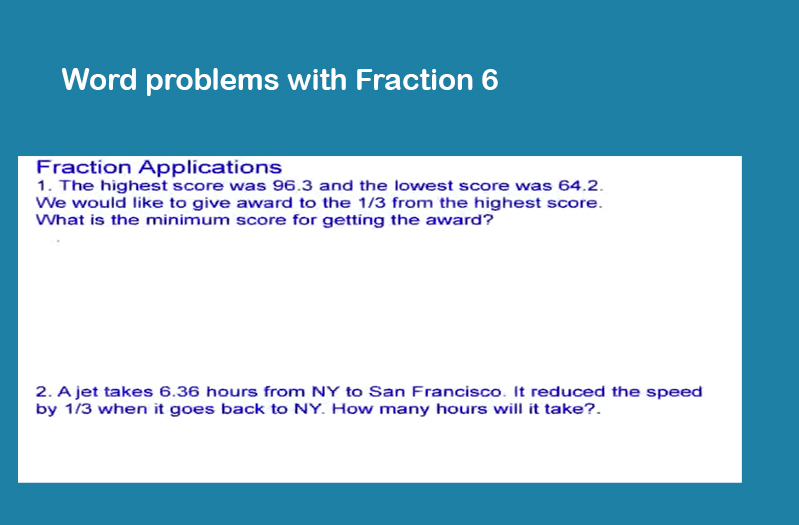 Word problems with Fraction 6
Fraction Applications
1. The highest score was 96.3 and the lowest score was 64.2.
We would like to give award to the 1/3 from the highest score.
What is the minimum score for getting the award?
2. A jet takes 6.36 hours from NY to San Francisco. It reduced the speed
by 1/3 when it goes back to NY. How many hours will it take?.